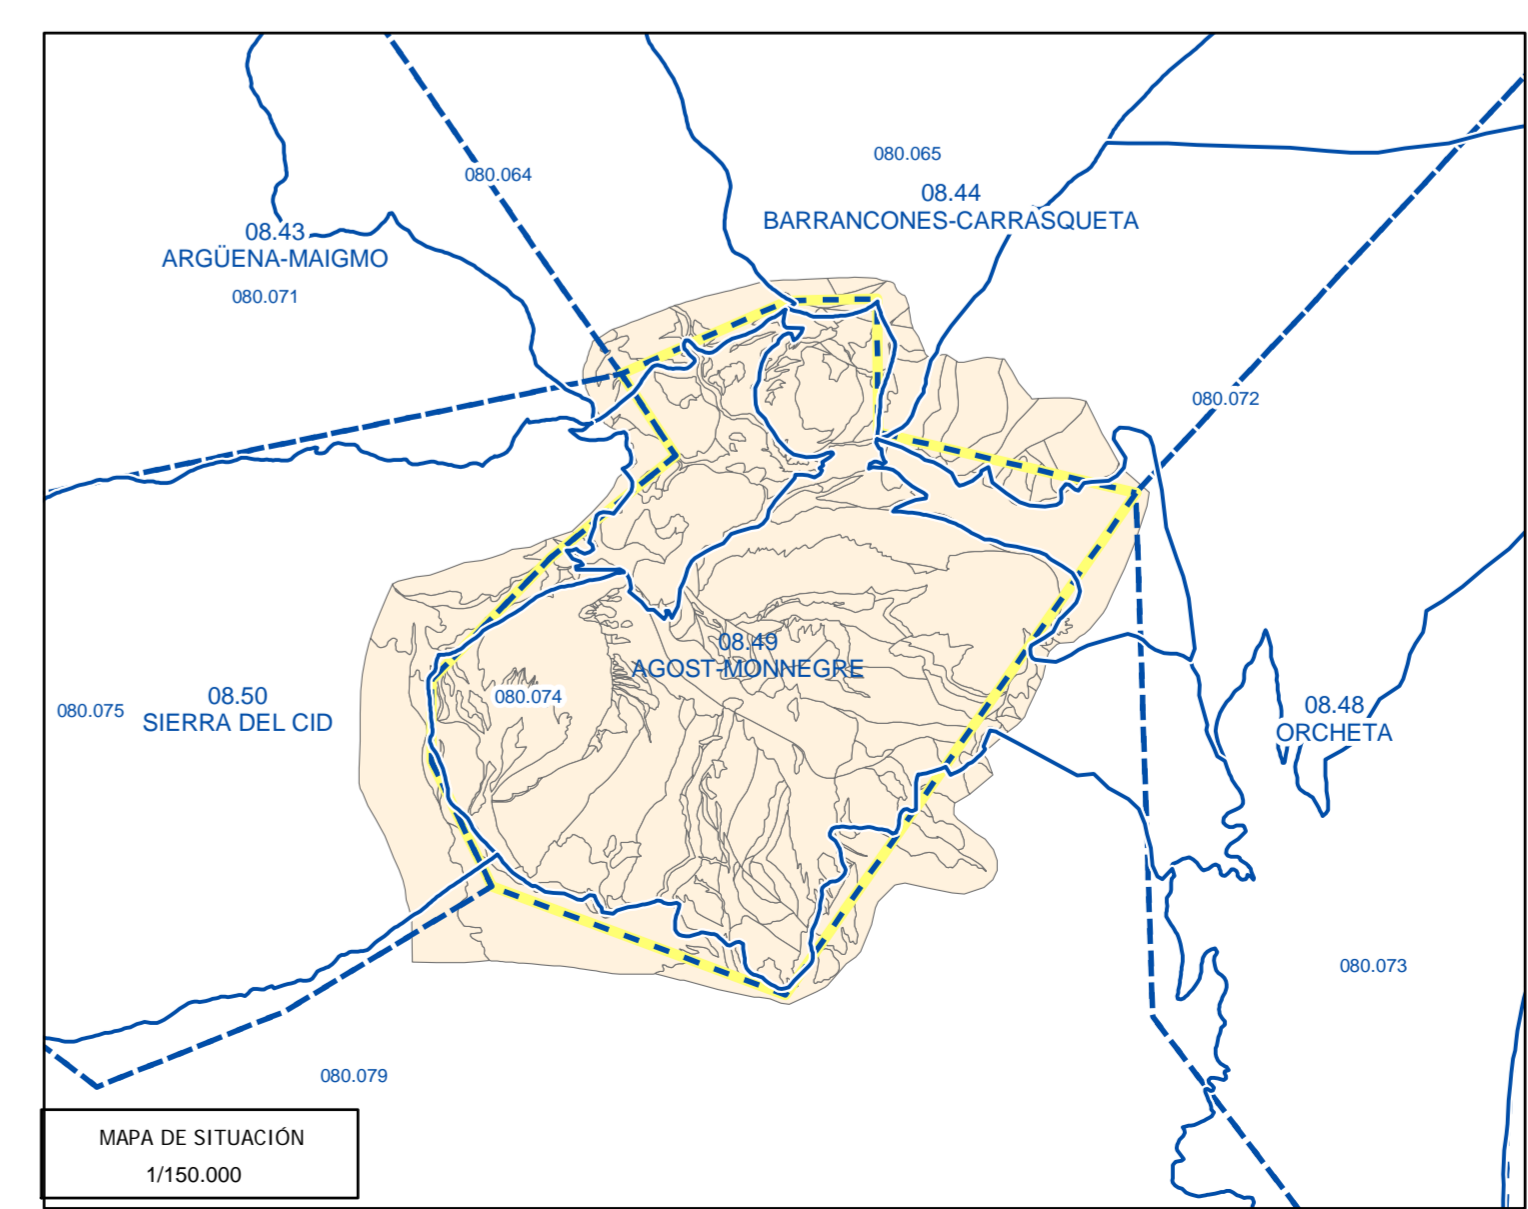 080.065
080.064
08.44
BARRANCONES-CARRASQUETA
08.43
ARGÜENA-MAIGMO
080.071
080.072
08.49
AGOST-MONNEGRE
080.074
08.50
SIERRA DEL CID
080.075
08.48
ORCHETA
080.073
080.079
MAPA DE SITUACIÓN
1/150.000